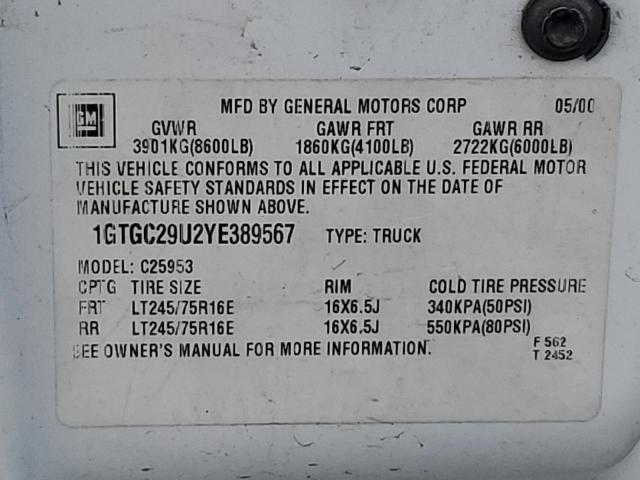 GM
MFD BY GENERAL MOTORS CORP 05/00
GVWR GAWR FRT GAWR RR
3901KG(8600LB) 1860KG(4100LB) 2722KG(6000LB)
THIS VEHICLE CONFORMS TO ALL APPLICABLE U.S. FEDERAL MOTOR
VEHICLE SAFETY STANDARDS IN EFFECT ON THE DATE OF
MANUFACTURE SHOWN ABOVE.
1GTGC29U2YE389567 TYPE: TRUCK
MODEL: C25953
CPTG TIRE SIZE RIM COLD TIRE PRESSURE
FRT LT245/75R16E 16X6.5J 340KPA(50PSI)
RR LT245/75R16E 16X6.5J 550KPA(80PSI)
SEE OWNER'S MANUAL FOR MORE INFORMATION.
F 562
T 2452